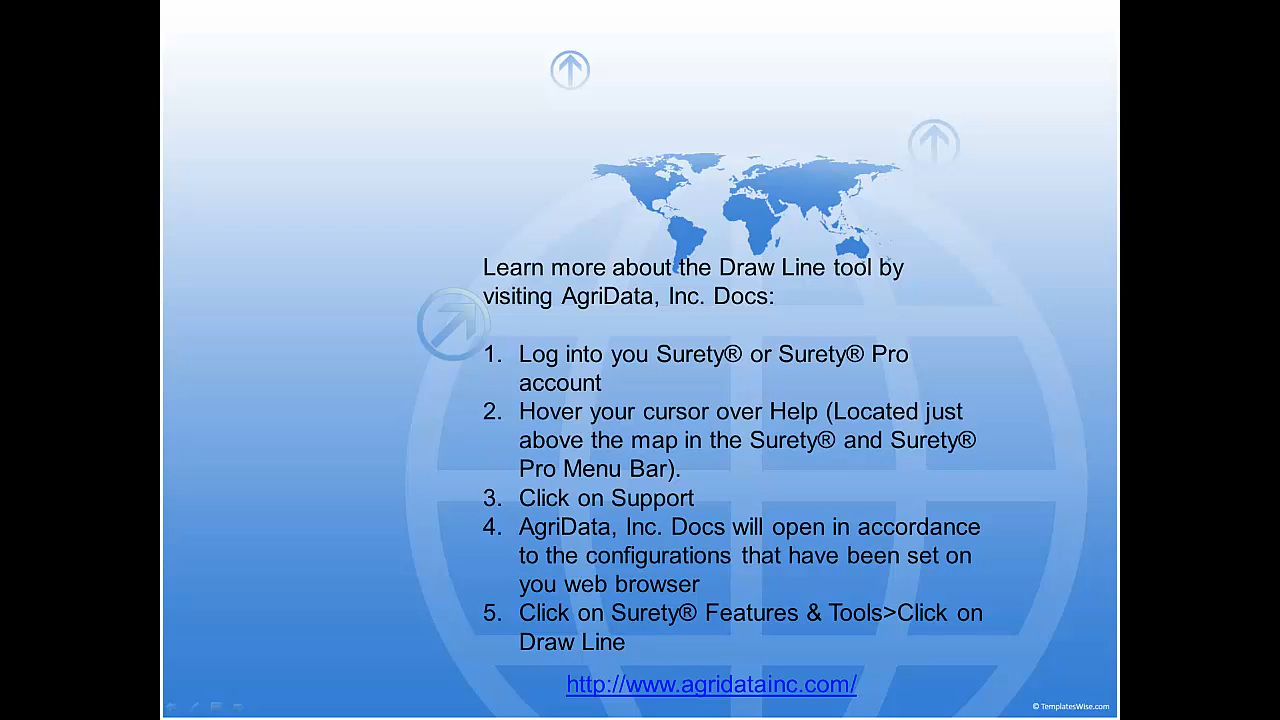 Learn more about the Draw Line tool by
visiting AgriData, Inc. Docs:
1. Log into you Surety® or Surety® Pro
account
2. Hover your cursor over Help (Located just
above the map in the Surety® and Surety®
Pro Menu Bar).
3. Click on Support
4. AgriData, Inc. Docs will open in accordance
to the configurations that have been set on
you web browser
5. Click on Surety® Features & Tools>Click on
Draw Line
http://www.agridatainc.com/
© TemplatesWise.com